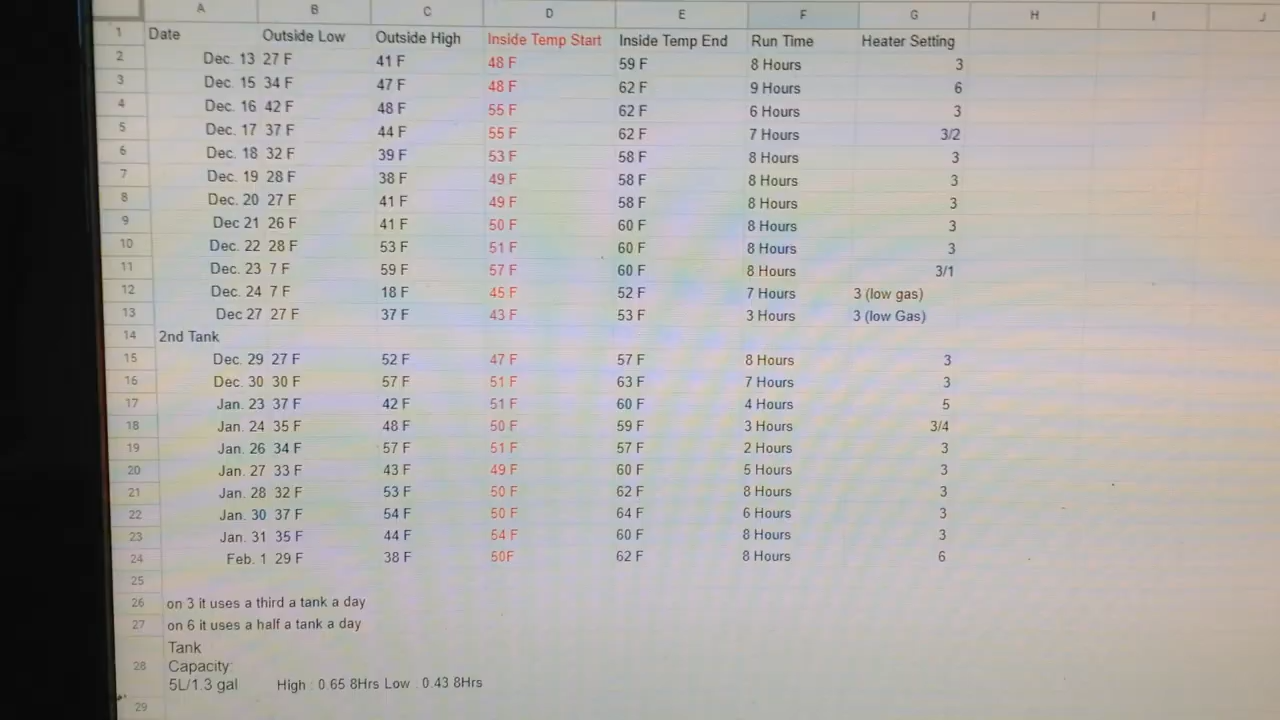 A B C D E F G H I J
1 Date Outside Low Outside High Inside Temp Start Inside Temp End Run Time Heater Setting
2 Dec. 13 27 F 41 F 48 F 59 F 8 Hours 3
3 Dec. 15 34 F 47 F 48 F 62 F 9 Hours 6
4 Dec. 16 42 F 48 F 55 F 62 F 6 Hours 3
5 Dec. 17 37 F 44 F 55 F 62 F 7 Hours 3/2
6 Dec. 18 32 F 39 F 53 F 58 F 8 Hours 3
7 Dec. 19 28 F 38 F 49 F 58 F 8 Hours 3
8 Dec. 20 27 F 41 F 49 F 58 F 8 Hours 3
9 Dec 21 26 F 41 F 50 F 60 F 8 Hours 3
10 Dec. 22 28 F 53 F 51 F 60 F 8 Hours 3
11 Dec. 23 7 F 59 F 57 F 60 F 8 Hours 3/1
12 Dec. 24 7 F 18 F 45 F 52 F 7 Hours 3 (low gas)
13 Dec 27 27 F 37 F 43 F 53 F 3 Hours 3 (low Gas)
14 2nd Tank
15 Dec. 29 27 F 52 F 47 F 57 F 8 Hours 3
16 Dec. 30 30 F 57 F 51 F 63 F 7 Hours 3
17 Jan. 23 37 F 42 F 51 F 60 F 4 Hours 5
18 Jan. 24 35 F 48 F 50 F 59 F 3 Hours 3/4
19 Jan. 26 34 F 57 F 51 F 57 F 2 Hours 3
20 Jan. 27 33 F 43 F 49 F 60 F 5 Hours 3
21 Jan. 28 32 F 53 F 50 F 62 F 8 Hours 3
22 Jan. 30 37 F 54 F 50 F 64 F 6 Hours 3
23 Jan. 31 35 F 44 F 54 F 60 F 8 Hours 3
24 Feb. 1 29 F 38 F 50F 62 F 8 Hours 6
25
26 on 3 it uses a third a tank a day
27 on 6 it uses a half a tank a day
Tank
28 Capacity:
5L/1.3 gal High : 0.65 8Hrs Low : 0.43 8Hrs
29